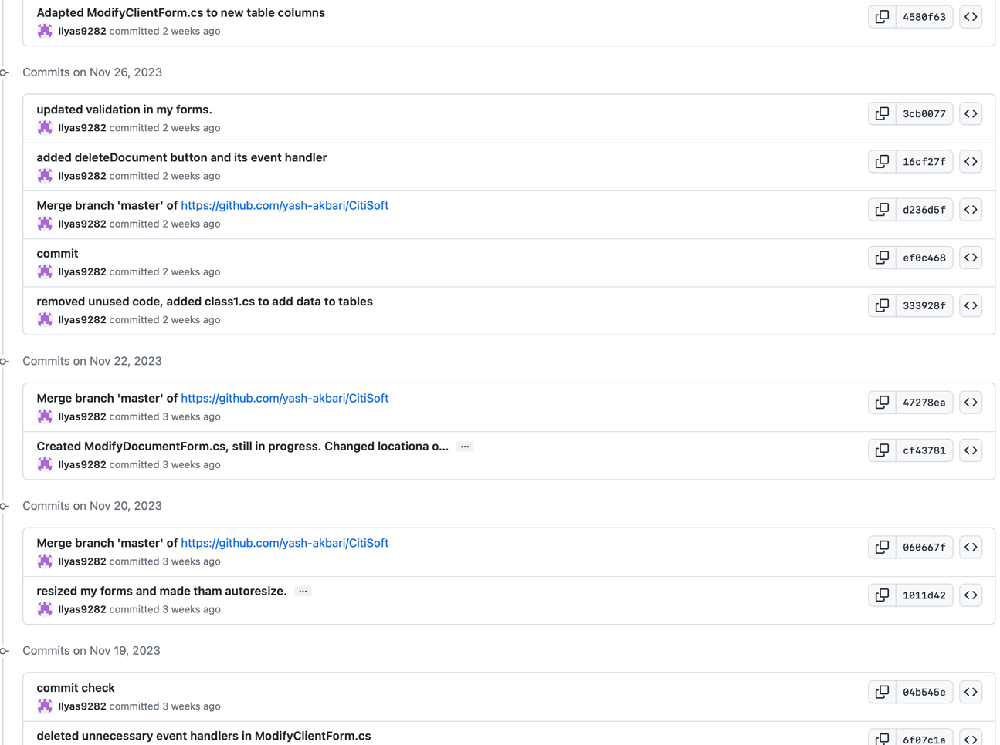 Adapted ModifyClientForm.cs to new table columns
4580f63
Ilyas9282 committed 2 weeks ago
Commits on Nov 26, 2023
updated validation in my forms.
3cb0077
Ilyas9282 committed 2 weeks ago
added deleteDocument button and its event handler
16cf27f
Ilyas9282 committed 2 weeks ago
Merge branch 'master' of https://github.com/yash-akbari/CitiSoft
d236d5f
Ilyas9282 committed 2 weeks ago
commit
ef0c468
Ilyas9282 committed 2 weeks ago
removed unused code, added class1.cs to add data to tables
333928f
Ilyas9282 committed 2 weeks ago
Commits on Nov 22, 2023
Merge branch 'master' of https://github.com/yash-akbari/CitiSoft
47278ea
Ilyas9282 committed 3 weeks ago
Created ModifyDocumentForm.cs, still in progress. Changed locationa o... ...
cf43781
Ilyas9282 committed 3 weeks ago
Commits on Nov 20, 2023
Merge branch 'master' of https://github.com/yash-akbari/CitiSoft
060667f
Ilyas9282 committed 3 weeks ago
resized my forms and made tham autoresize. ...
1011d42
Ilyas9282 committed 3 weeks ago
Commits on Nov 19, 2023
commit check
04b545e
Ilyas9282 committed 3 weeks ago
deleted unnecessary event handlers in ModifyClientForm.cs
6f07c1a